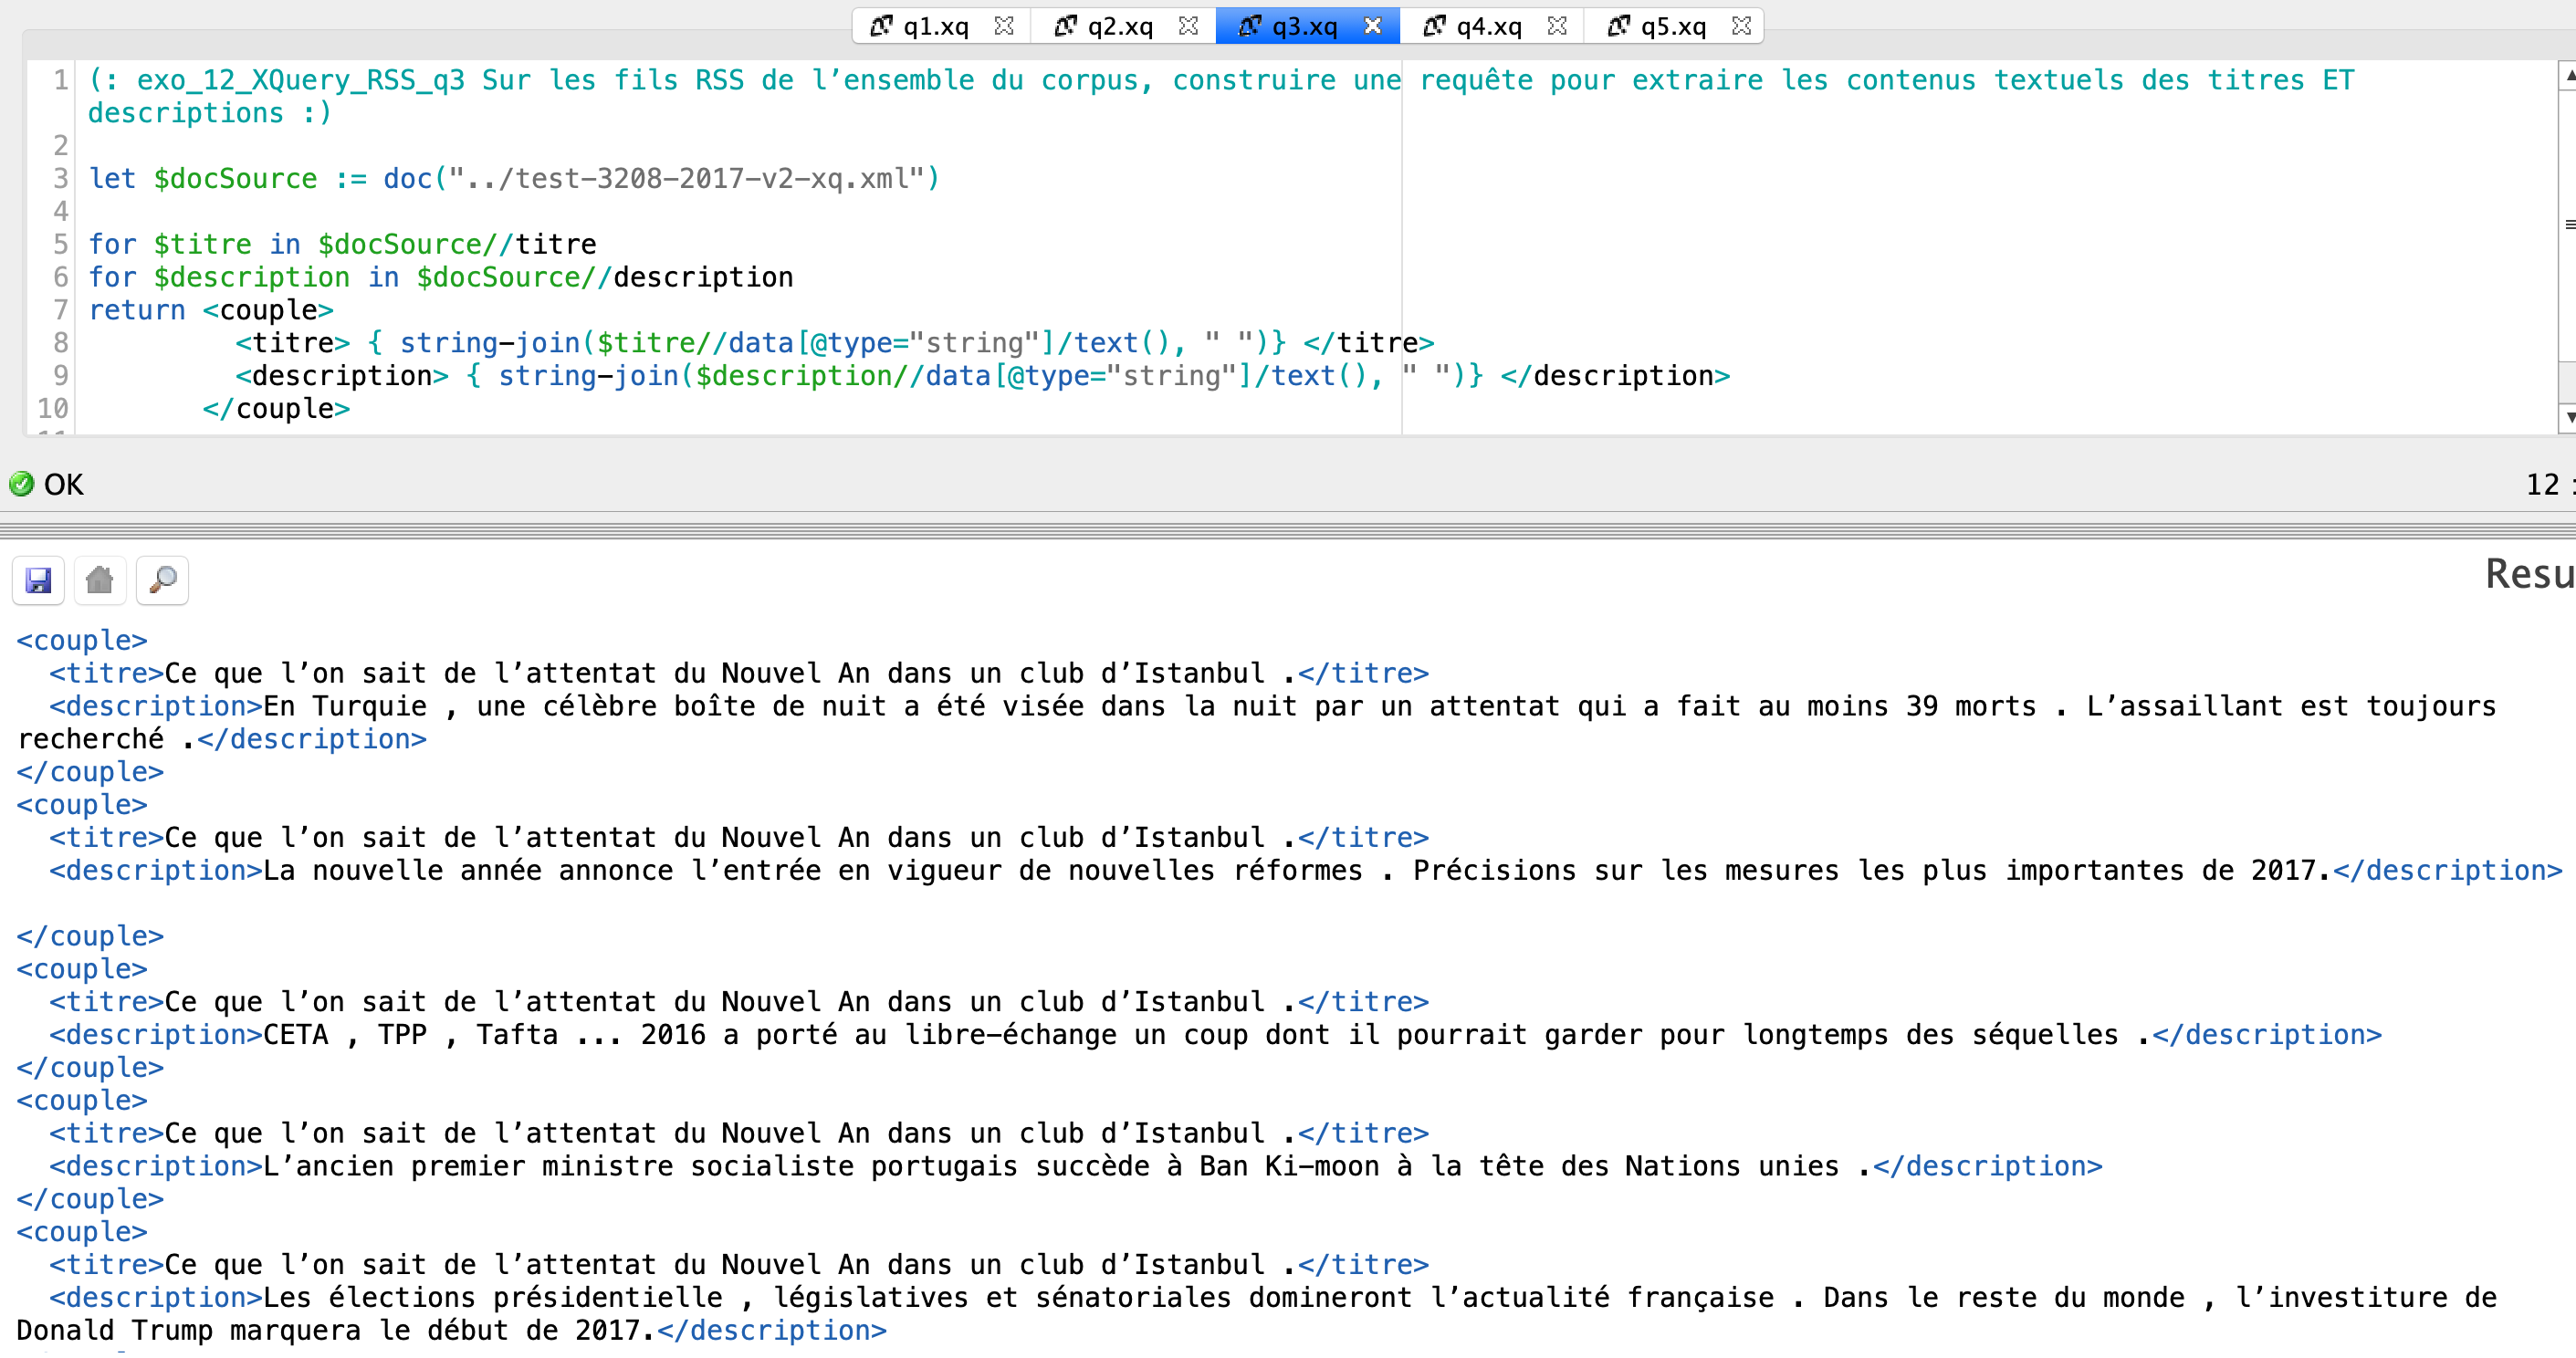 q1.xq q2.xq q3.xq q4.xq q5.xq
1 (: exo_12_XQuery_RSS_q3 Sur les fils RSS de l’ensemble du corpus, construire une requête pour extraire les contenus textuels des titres ET
descriptions :)
2
3 let $docSource := doc("../test-3208-2017-v2-xq.xml")
4
5 for $titre in $docSource//titre
6 for $description in $docSource//description
7 return <couple>
8 <titre> { string-join($titre//data[@type="string"]/text(), " ")} </titre>
9 <description> { string-join($description//data[@type="string"]/text(), " ")} </description>
10 </couple>
11
OK 12 :
Resu
<couple>
<titre>Ce que l’on sait de l’attentat du Nouvel An dans un club d’Istanbul .</titre>
<description>En Turquie , une célèbre boîte de nuit a été visée dans la nuit par un attentat qui a fait au moins 39 morts . L’assaillant est toujours
recherché .</description>
</couple>
<couple>
<titre>Ce que l’on sait de l’attentat du Nouvel An dans un club d’Istanbul .</titre>
<description>La nouvelle année annonce l’entrée en vigueur de nouvelles réformes . Précisions sur les mesures les plus importantes de 2017.</description>
</couple>
<couple>
<titre>Ce que l’on sait de l’attentat du Nouvel An dans un club d’Istanbul .</titre>
<description>CETA , TPP , Tafta ... 2016 a porté au libre-échange un coup dont il pourrait garder pour longtemps des séquelles .</description>
</couple>
<couple>
<titre>Ce que l’on sait de l’attentat du Nouvel An dans un club d’Istanbul .</titre>
<description>L’ancien premier ministre socialiste portugais succède à Ban Ki-moon à la tête des Nations unies .</description>
</couple>
<couple>
<titre>Ce que l’on sait de l’attentat du Nouvel An dans un club d’Istanbul .</titre>
<description>Les élections présidentielle , législatives et sénatoriales domineront l’actualité française . Dans le reste du monde , l’investiture de
Donald Trump marquera le début de 2017.</description>